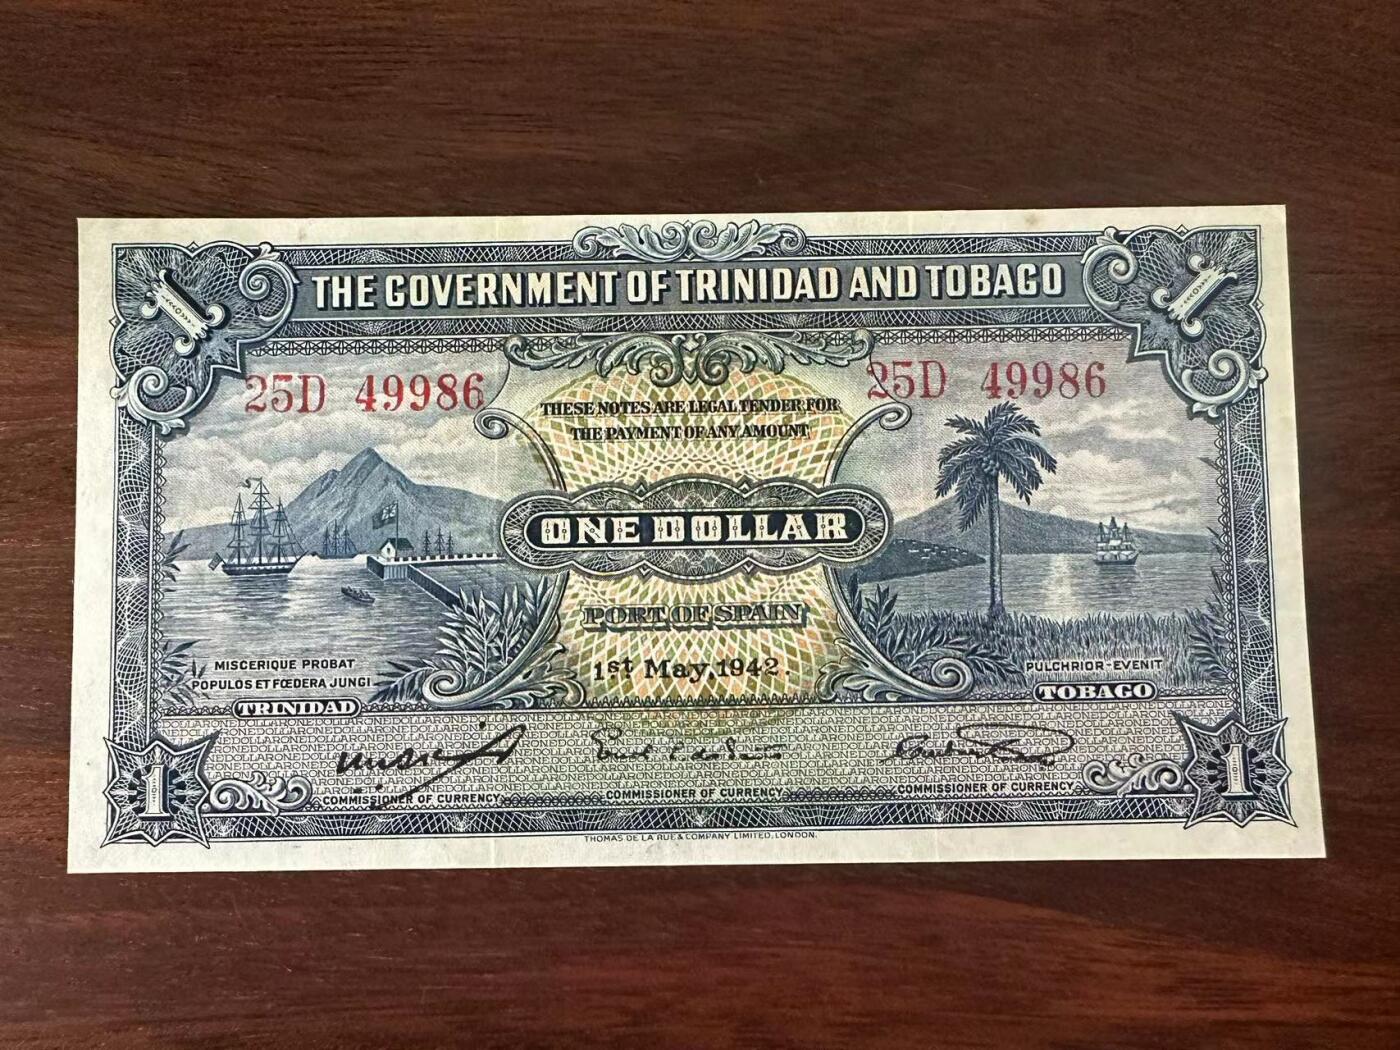 THE GOVERNMENT OF TRINIDAD AND TOBAGO
1
1
25D 49986
25D 49986
THESE NOTES ARE LEGAL TENDER FOR
THE PAYMENT OF ANY AMOUNT
ONE DOLLAR
PORT OF SPAIN
1st May, 1942.
MISCERIQUE PROBAT
POPULOS ET FŒDERA JUNGI
TRINIDAD
PULCHRIOR-EVENIT
TOBAGO
1
1
COMMISSIONER OF CURRENCY
COMMISSIONER OF CURRENCY
COMMISSIONER OF CURRENCY
THOMAS DE LA RUE & COMPANY LIMITED, LONDON.